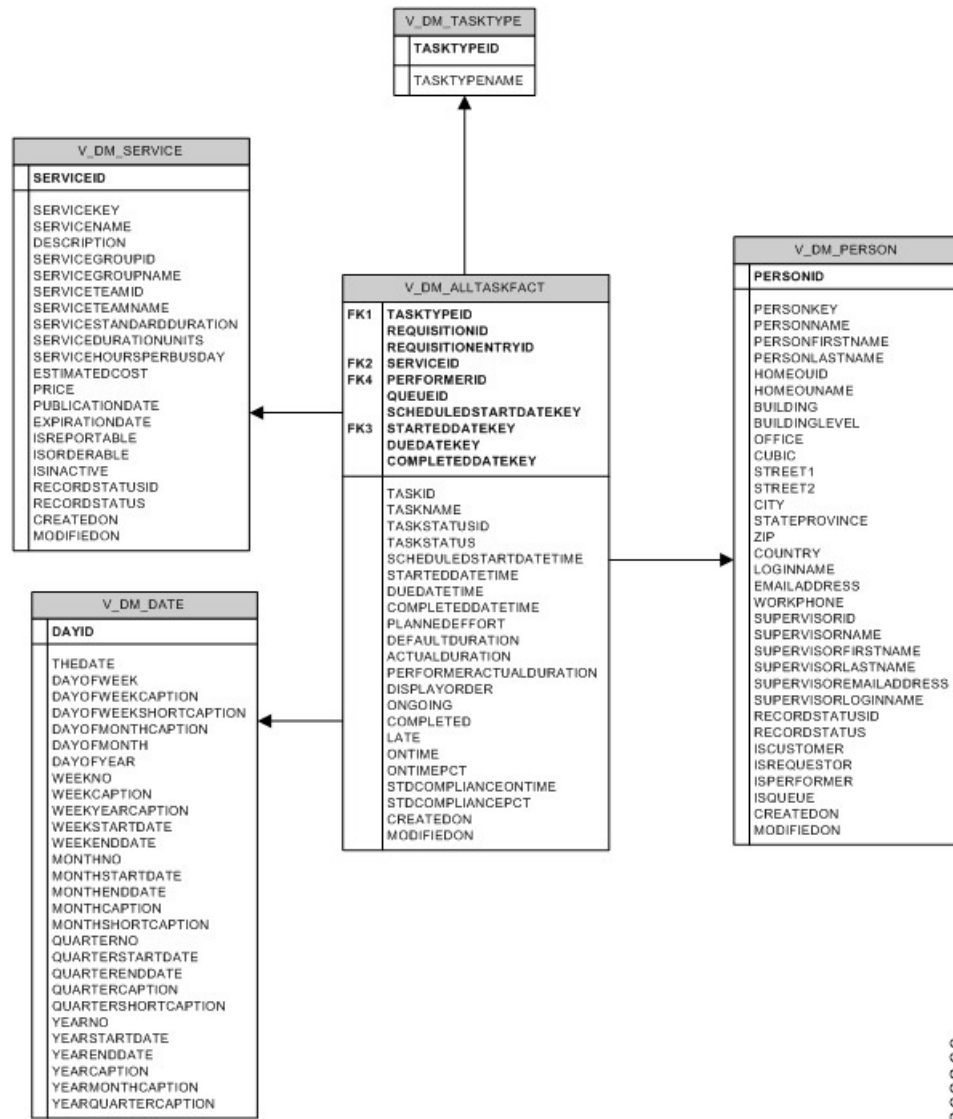 V_DM_TASKTYPE
TASKTYPEID
TASKTYPENAME
V_DM_SERVICE
SERVICEID
SERVICEKEY
SERVICENAME
DESCRIPTION
SERVICEGROUPID
SERVICEGROUPNAME
SERVICETEAMID
SERVICETEAMNAME
SERVICESTANDARDDURATION
SERVICEDURATIONUNITS
SERVICEHOURSPERBUSDAY
ESTIMATEDCOST
PRICE
PUBLICATIONDATE
EXPIRATIONDATE
ISREPORTABLE
ISORDERABLE
ISINACTIVE
RECORDSTATUSID
RECORDSTATUS
CREATEDON
MODIFIEDON
V_DM_ALLTASKFACT
FK1 TASKTYPEID
REQUISITIONID
REQUISITIONENTRYID
FK2 SERVICEID
FK4 PERFORMERID
QUEUEID
SCHEDULEDSTARTDATEKEY
FK3 STARTEDDATEKEY
DUEDATEKEY
COMPLETEDDATEKEY
TASKID
TASKNAME
TASKSTATUSID
TASKSTATUS
SCHEDULEDSTARTDATETIME
STARTEDDATETIME
DUEDATETIME
COMPLETEDDATETIME
PLANNEDEFFORT
DEFAULTDURATION
ACTUALDURATION
PERFORMERACTUALDURATION
DISPLAYORDER
ONGOING
COMPLETED
LATE
ONTIME
ONTIMEPCT
STDCOMPLIANCEONTIME
STDCOMPLIANCEPCT
CREATEDON
MODIFIEDON
V_DM_PERSON
PERSONID
PERSONKEY
PERSONNAME
PERSONFIRSTNAME
PERSONLASTNAME
HOMEOUID
HOMEOUNAME
BUILDING
BUILDINGLEVEL
OFFICE
CUBIC
STREET1
STREET2
CITY
STATEPROVINCE
ZIP
COUNTRY
LOGINNAME
EMAILADDRESS
WORKPHONE
SUPERVISORID
SUPERVISORNAME
SUPERVISORFIRSTNAME
SUPERVISORLASTNAME
SUPERVISOREMAILADDRESS
SUPERVISORLOGINNAME
RECORDSTATUSID
RECORDSTATUS
ISCUSTOMER
ISREQUESTOR
ISPERFORMER
ISQUEUE
CREATEDON
MODIFIEDON
V_DM_DATE
DAYID
THEDATE
DAYOFWEEK
DAYOFWEEKCAPTION
DAYOFWEEKSHORTCAPTION
DAYOFMONTHCAPTION
DAYOFMONTH
DAYOFYEAR
WEEKNO
WEEKCAPTION
WEEKYEARCAPTION
WEEKSTARTDATE
WEEKENDDATE
MONTHNO
MONTHSTARTDATE
MONTHENDDATE
MONTHCAPTION
MONTHSHORTCAPTION
QUARTERNO
QUARTERSTARTDATE
QUARTERENDDATE
QUARTERCAPTION
QUARTERSHORTCAPTION
YEARNO
YEARSTARTDATE
YEARENDDATE
YEARCAPTION
YEARMONTHCAPTION
YEARQUARTERCAPTION